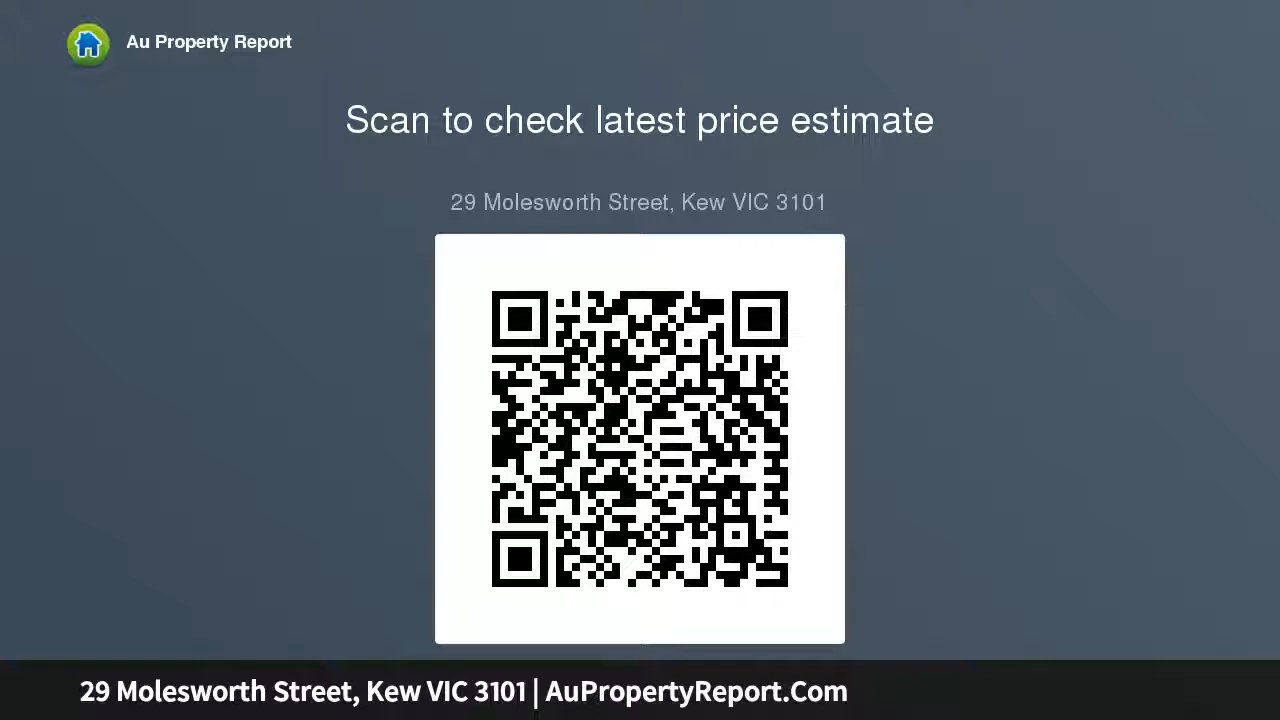 Au Property Report
Scan to check latest price estimate
29 Molesworth Street, Kew VIC 3101
29 Molesworth Street, Kew VIC 3101 | AuPropertyReport.Com